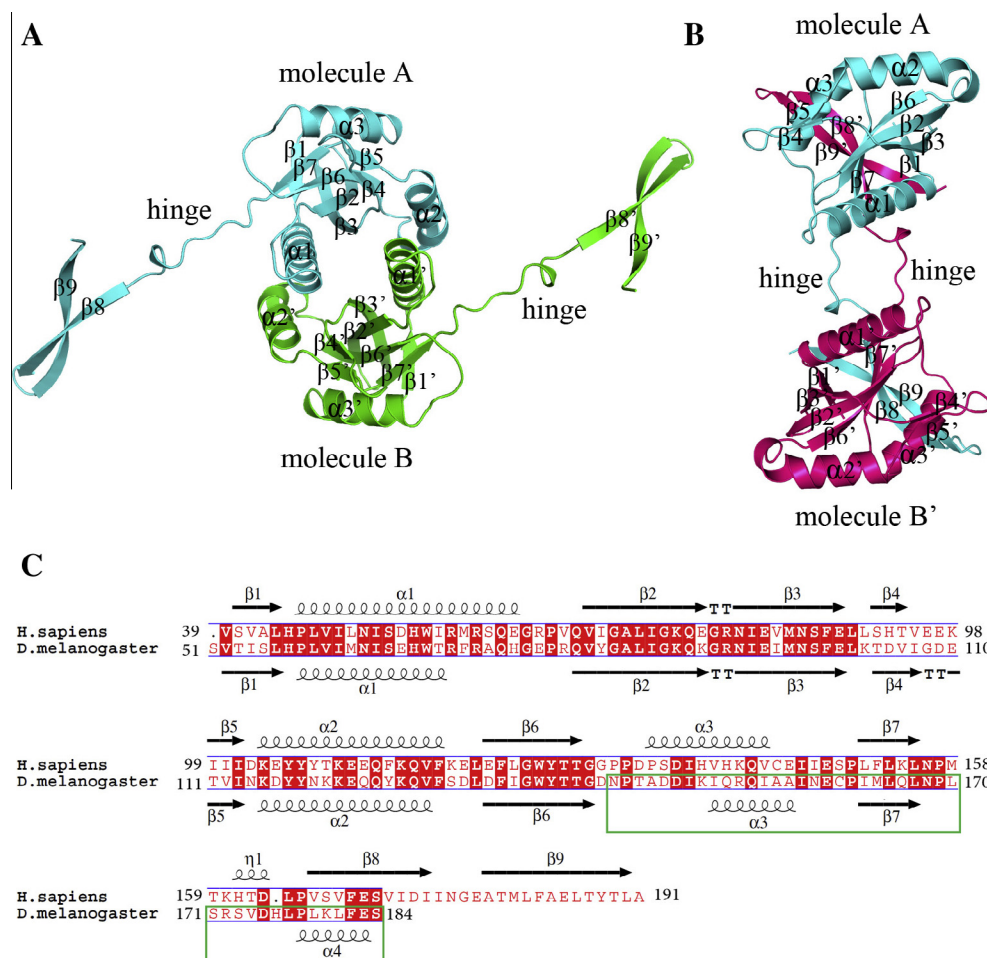 A
molecule A
α3
β1
β7
β5
β6
β4
β2
α2
β3
hinge
α1
β9
β8
α1’
α2’
β3’
β2’
β4’
β6’
β5’
β7’
β1’
α3’
hinge
β8’
β9’
molecule B
B
molecule A
α2
α3
β6
β5
β8’
β2
β4
β3
β9’
β1
β7
α1
hinge
hinge
α1’
β7’
β1’
β9
β3’
β4’
β2’
β8
β5’
β6’
α3’
α2’
molecule B’
C
β1 α1 β2 TT β3 β4
H.sapiens 39 .VSVALHPLVILNISDHWIRMRSQEGRPVQVIGALIGKQEGRNIEVMNSFELLSHTVEEK 98
D.melanogaster 51 SVTISLHPLVIMNISEHWTRFRAQHGEPRQVYGALIGKQKGRNIEIMNSFELKTDVIGDE 110
β1 α1 β2 TT β3 β4 TT
β5 α2 β6 α3 β7
H.sapiens 99 IIIDKEYYYTKEEQFKQVFKELEFLGWYTTGGPPDPSDIHVHKQVCEIIESPLFLKLNPM 158
D.melanogaster 111 TVINKDYYNKKEQQYKQVFSDLDFIGWYTTGDNPTADDIKIQRQIAAINECPIMLQLNPL 170
β5 α2 β6 α3 β7
η1 β8 β9
H.sapiens 159 TKHTD.LPVSVFESVIDIINGEATMLFAELTYTLA 191
D.melanogaster 171 SRSVDHLPLKLFES 184
α4